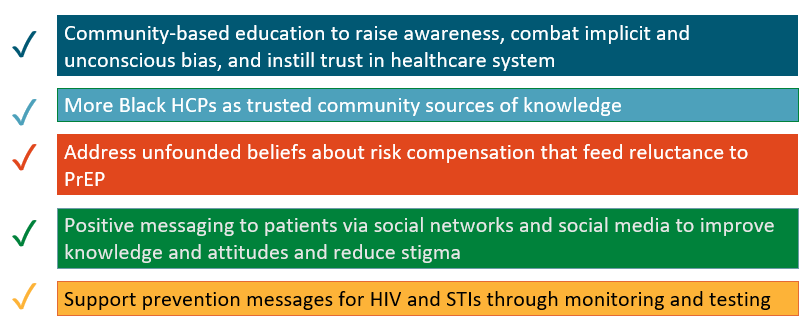 Community-based education to raise awareness, combat implicit and
unconscious bias, and instill trust in healthcare system
More Black HCPs as trusted community sources of knowledge
Address unfounded beliefs about risk compensation that feed reluctance to
PrEP
Positive messaging to patients via social networks and social media to improve
knowledge and attitudes and reduce stigma
Support prevention messages for HIV and STIs through monitoring and testing